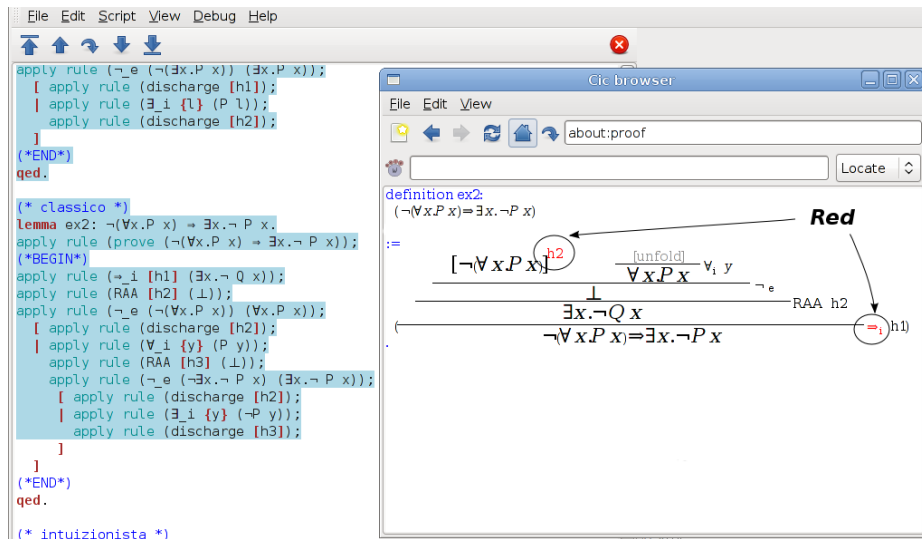 File Edit Script View Debug Help
apply rule (¬_e (¬(∃x.P x)) (∃x.P x));
[ apply rule (discharge [h1]);
| apply rule (∃_i {l} (P l));
apply rule (discharge [h2]);
]
(*END*)
qed.
(* classico *)
lemma ex2: ¬(∀x.P x) ⇒ ∃x.¬ P x.
apply rule (prove (¬(∀x.P x) ⇒ ∃x.¬ P x));
(*BEGIN*)
apply rule (⇒_i [h1] (∃x.¬ Q x));
apply rule (RAA [h2] (⊥));
apply rule (¬_e (¬(∀x.P x)) (∀x.P x));
[ apply rule (discharge [h2]);
| apply rule (∀_i {y} (P y));
apply rule (RAA [h3] (⊥));
apply rule (¬_e (¬∃x.¬ P x) (∃x.¬ P x));
[ apply rule (discharge [h2]);
| apply rule (∃_i {y} (¬P y));
apply rule (discharge [h3]);
]
]
(*END*)
qed.
(* intuizionista *)
Cic browser
File Edit View
about:proof
Locate
definition ex2:
(¬(∀x.P x)⇒∃x.¬P x)
:=
Red
[¬(∀x.P x)] h2
[unfold]
∀x.P x ∀i y
⊥ ¬e
∃x.¬Q x RAA h2
( ¬(∀x.P x)⇒∃x.¬P x ⇒i h1)
.